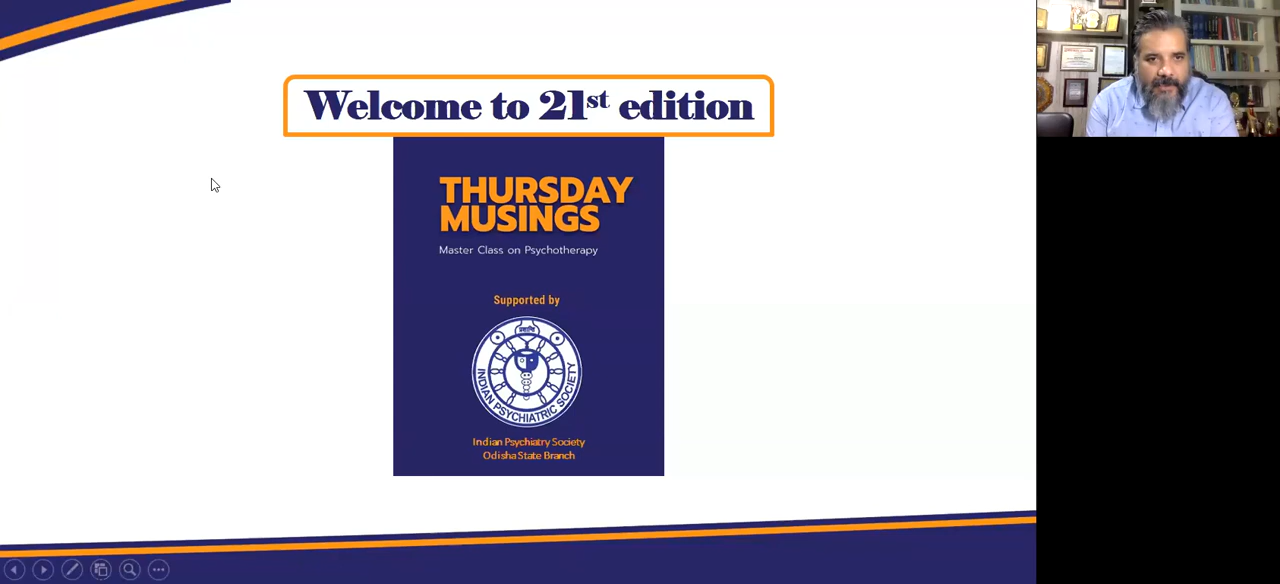 Welcome to 21st edition
THURSDAY
MUSINGS
Master Class on Psychotherapy
Supported by
INDIAN PSYCHIATRIC SOCIETY
Indian Psychiatry Society
Odisha State Branch